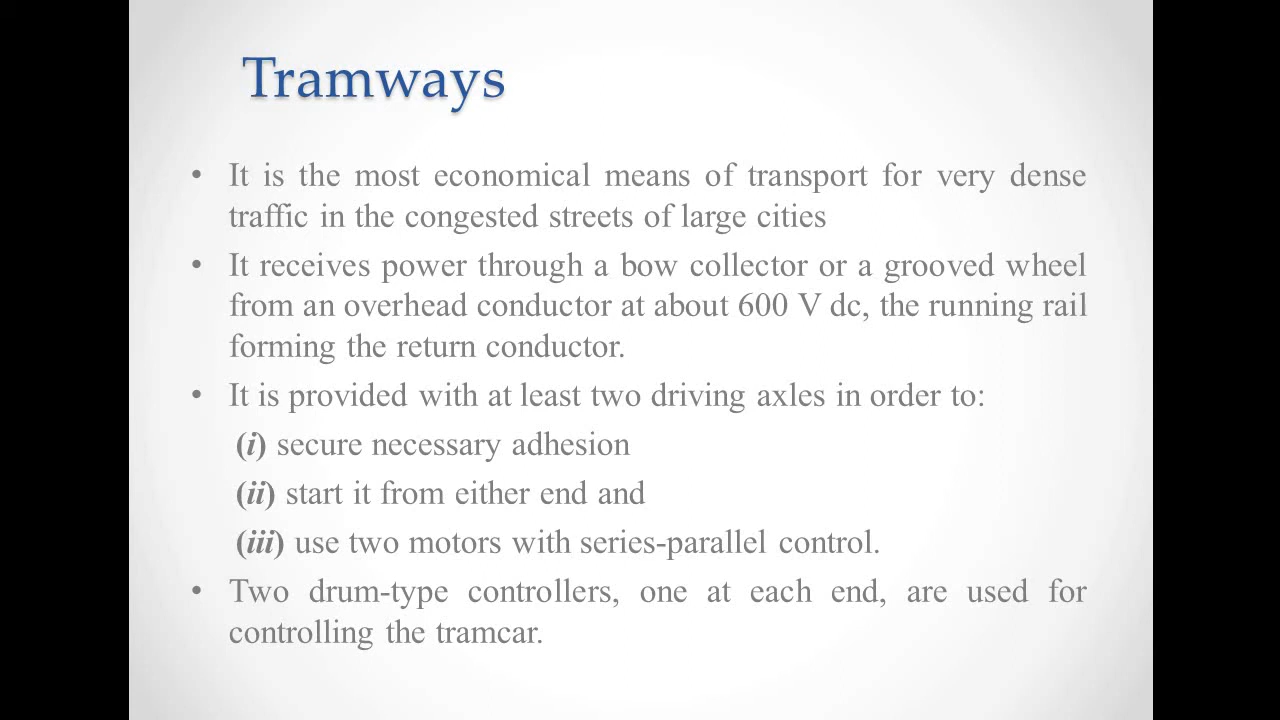 Tramways
• It is the most economical means of transport for very dense
traffic in the congested streets of large cities
• It receives power through a bow collector or a grooved wheel
from an overhead conductor at about 600 V dc, the running rail
forming the return conductor.
• It is provided with at least two driving axles in order to:
(i) secure necessary adhesion
(ii) start it from either end and
(iii) use two motors with series-parallel control.
• Two drum-type controllers, one at each end, are used for
controlling the tramcar.